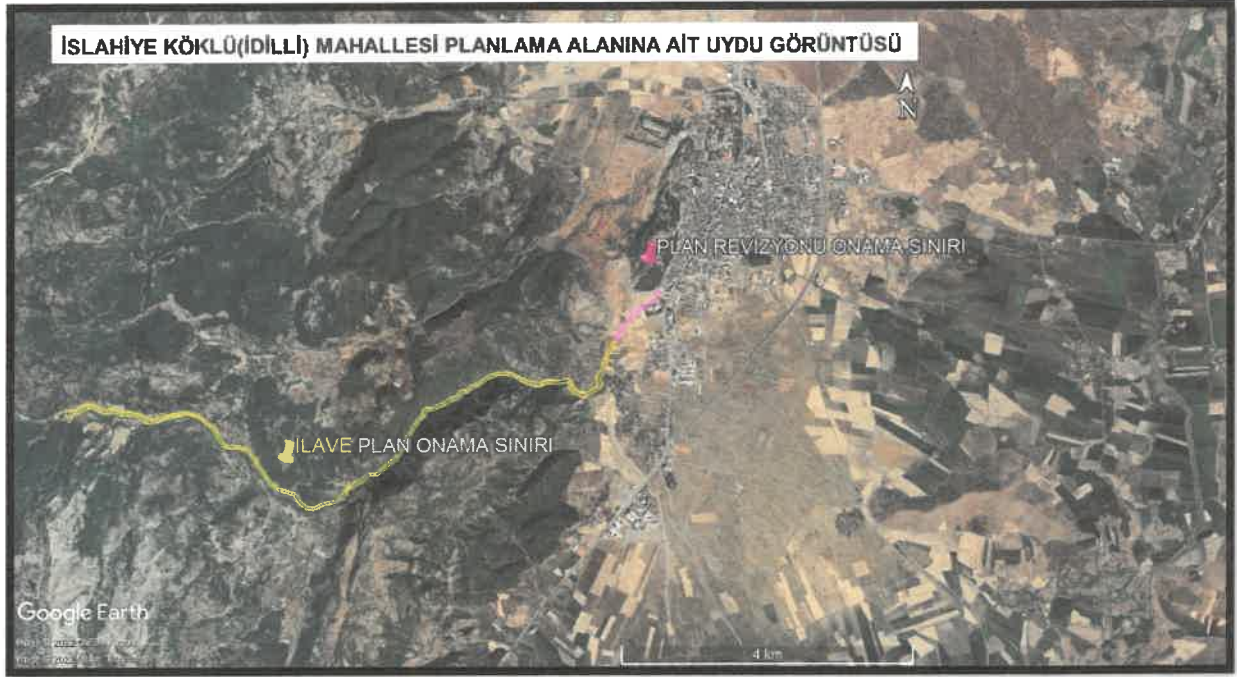 İSLAHİYE KÖKLÜ(İDİLLİ) MAHALLESİ PLANLAMA ALANINA AİT UYDU GÖRÜNTÜSÜ
N
PLAN REVİZYONU ONAMA SINIRI
İLAVE PLAN ONAMA SINIRI
Google Earth
4 km